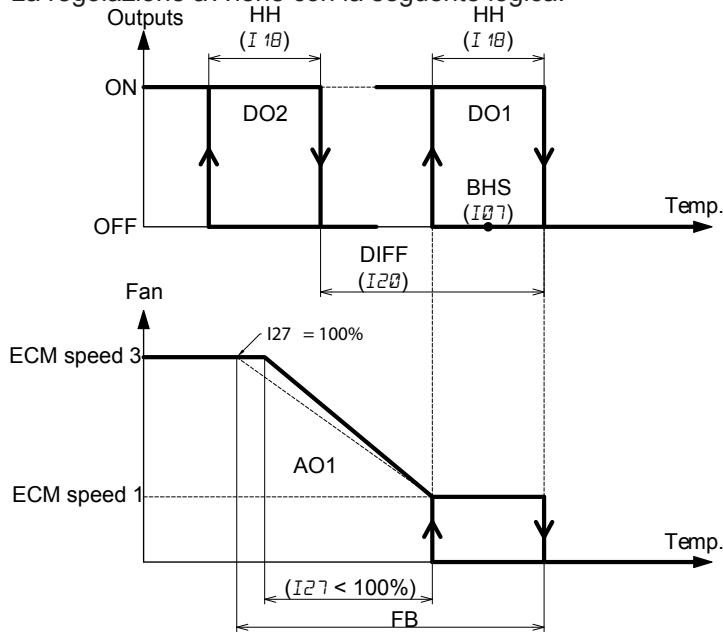 Outputs
HH
(I18)
HH
(I18)
ON
DO2
DO1
BHS
(I07)
Temp.
OFF
DIFF
(I20)
Fan
I27 = 100%
ECM speed 3
AO1
ECM speed 1
Temp.
(I27 < 100%)
FB